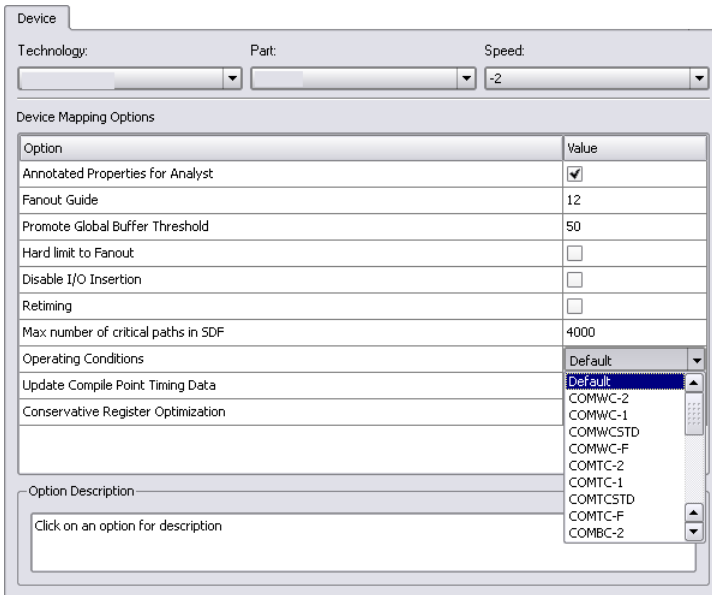 Device
Technology: Part: Speed:
-2
Device Mapping Options
Option Value
Annotated Properties for Analyst
Fanout Guide 12
Promote Global Buffer Threshold 50
Hard limit to Fanout
Disable I/O Insertion
Retiming
Max number of critical paths in SDF 4000
Operating Conditions Default
Update Compile Point Timing Data
Conservative Register Optimization
Default
COMWC-2
COMWC-1
COMWCSTD
COMWC-F
COMTC-2
COMTC-1
COMTCSTD
COMTC-F
COMBC-2
Option Description
Click on an option for description